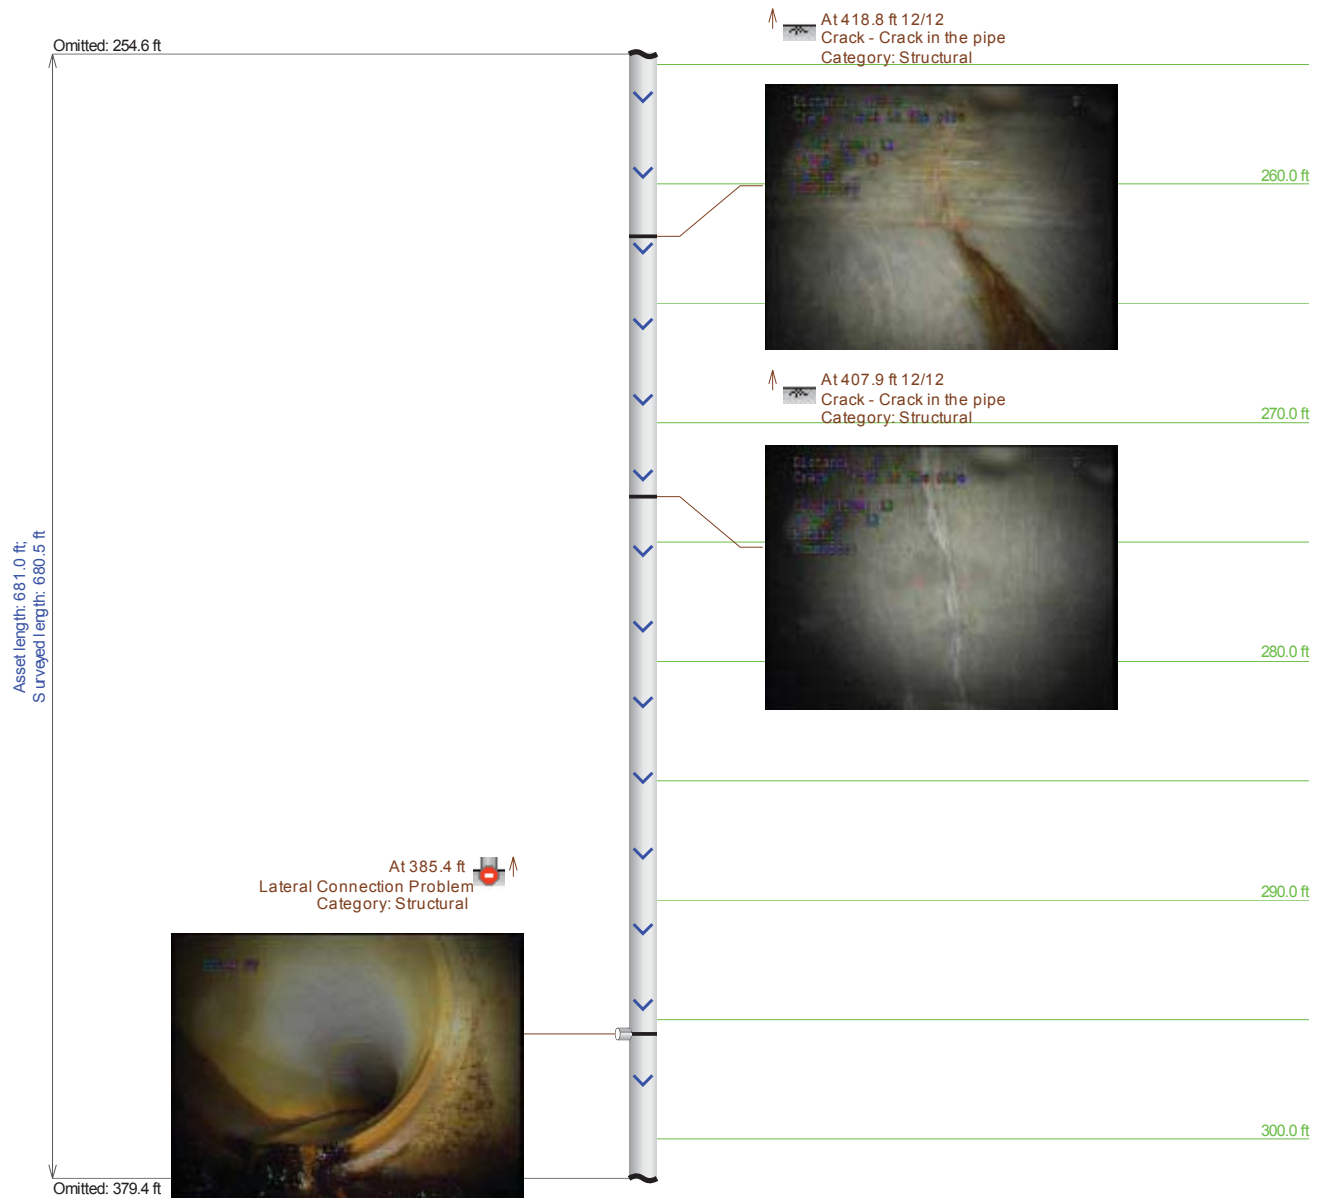 Omitted: 254.6 ft
At 418.8 ft 12/12
Crack - Crack in the pipe
Category: Structural
260.0 ft
At 407.9 ft 12/12
Crack - Crack in the pipe
Category: Structural
270.0 ft
Asset length: 681.0 ft;
Surveyed length: 680.5 ft
280.0 ft
At 385.4 ft
Lateral Connection Problem
Category: Structural
290.0 ft
300.0 ft
Omitted: 379.4 ft